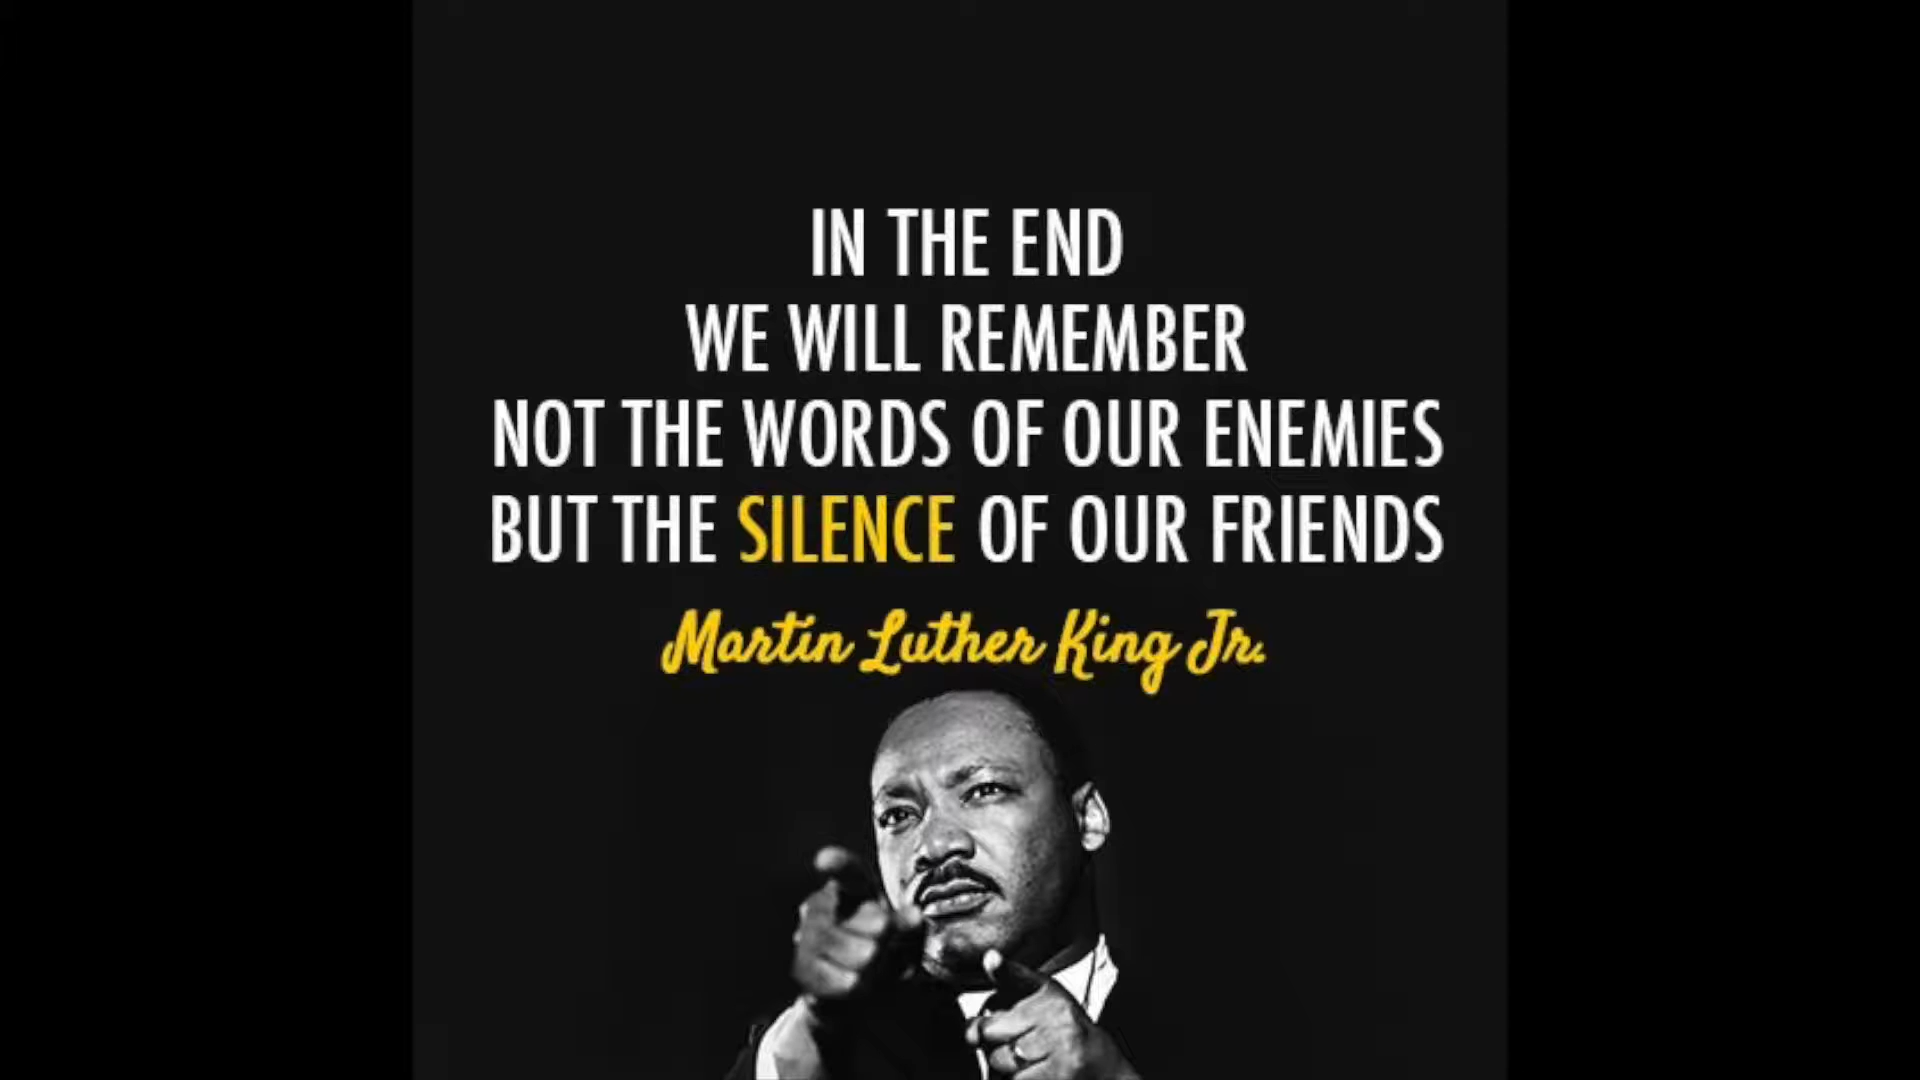 IN THE END
WE WILL REMEMBER
NOT THE WORDS OF OUR ENEMIES
BUT THE SILENCE OF OUR FRIENDS
Martin Luther King Jr.